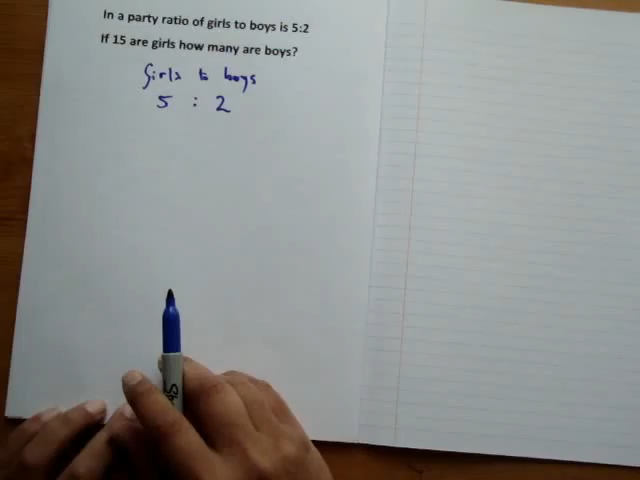 In a party ratio of girls to boys is 5:2
If 15 are girls how many are boys?
Girls to boys
5 : 2